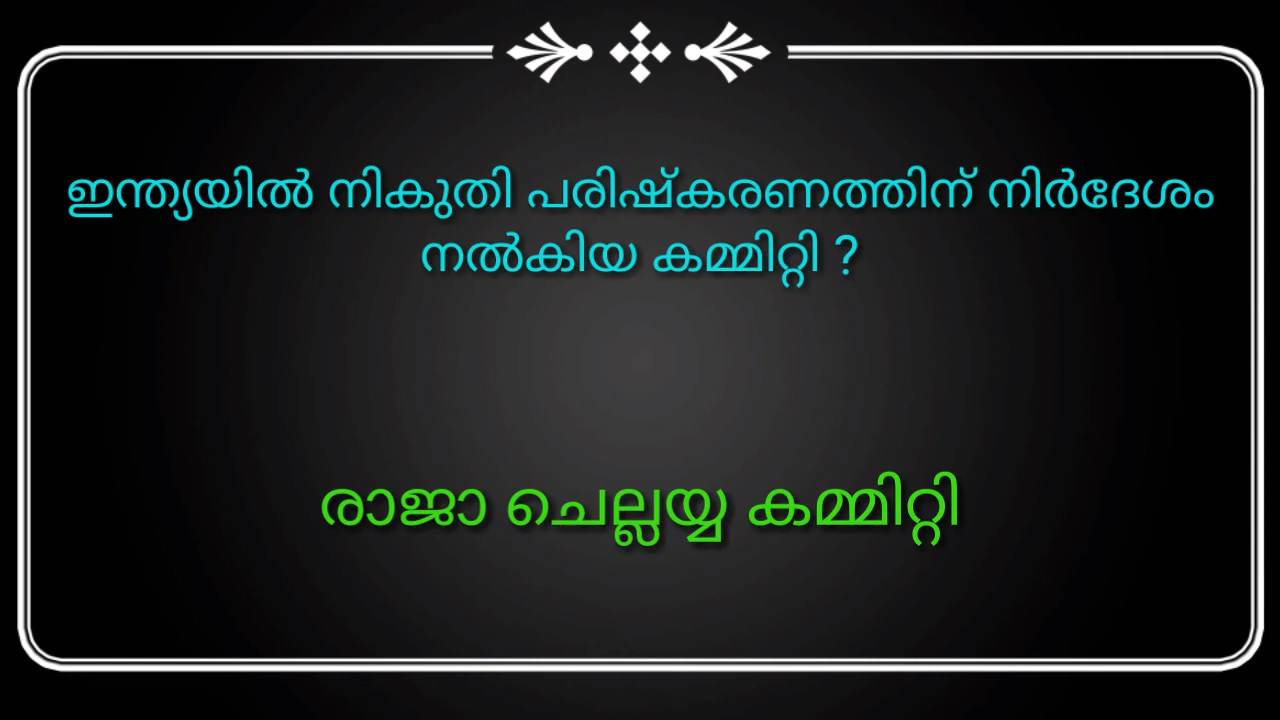 ഇന്ത്യയിൽ നികുതി പരിഷ്കരണത്തിന് നിർദേശം
നൽകിയ കമ്മിറ്റി ?
രാജാ ചെല്ലയ്യ കമ്മിറ്റി